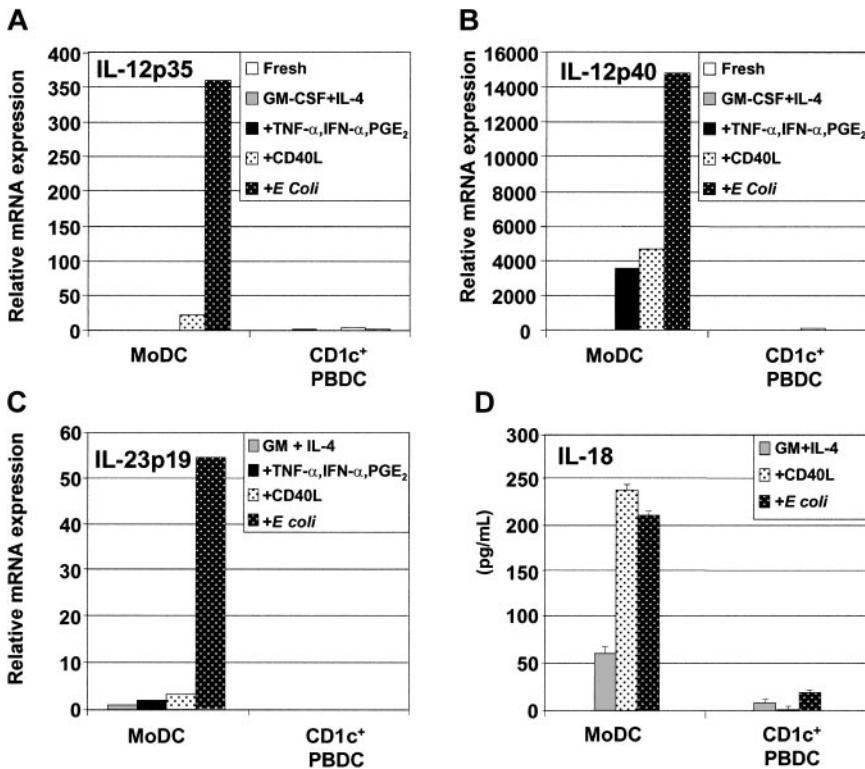 A
Relative mRNA expression
400
350
300
250
200
150
100
50
0
IL-12p35
Fresh
GM-CSF+IL-4
+TNF-α,IFN-α,PGE₂
+CD40L
+E Coli
MoDC
CD1c⁺
PBDC
B
Relative mRNA expression
16000
14000
12000
10000
8000
6000
4000
2000
0
IL-12p40
Fresh
GM-CSF+IL-4
+TNF-α,IFN-α,PGE₂
+CD40L
+E Coli
MoDC
CD1c⁺
PBDC
C
Relative mRNA expression
60
50
40
30
20
10
0
IL-23p19
GM + IL-4
+TNF-α,IFN-α,PGE₂
+CD40L
+E coli
MoDC
CD1c⁺
PBDC
D
(pg/mL)
300
250
200
150
100
50
0
IL-18
GM+IL-4
+CD40L
+E coli
MoDC
CD1c⁺
PBDC